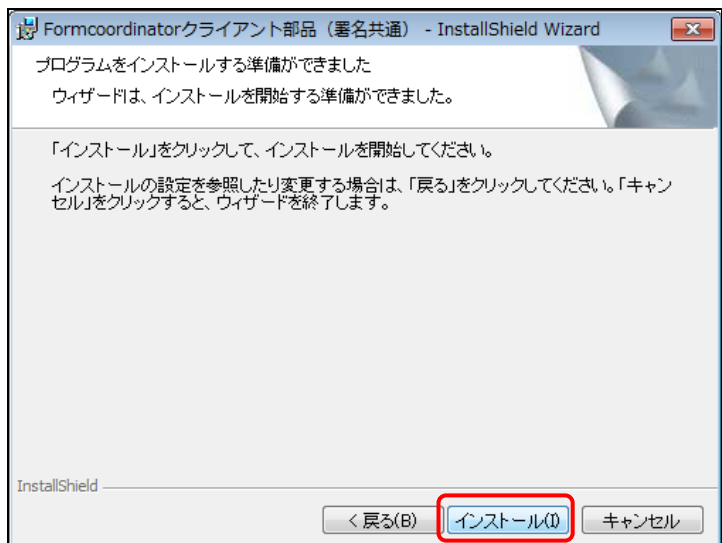 Formcoordinatorクライアント部品（署名共通） - InstallShield Wizard
プログラムをインストールする準備ができました
ウィザードは、インストールを開始する準備ができました。
「インストール」をクリックして、インストールを開始してください。
インストールの設定を参照したり変更する場合は、「戻る」をクリックしてください。「キャン
セル」をクリックすると、ウィザードを終了します。
InstallShield
< 戻る(B) インストール(I) キャンセル